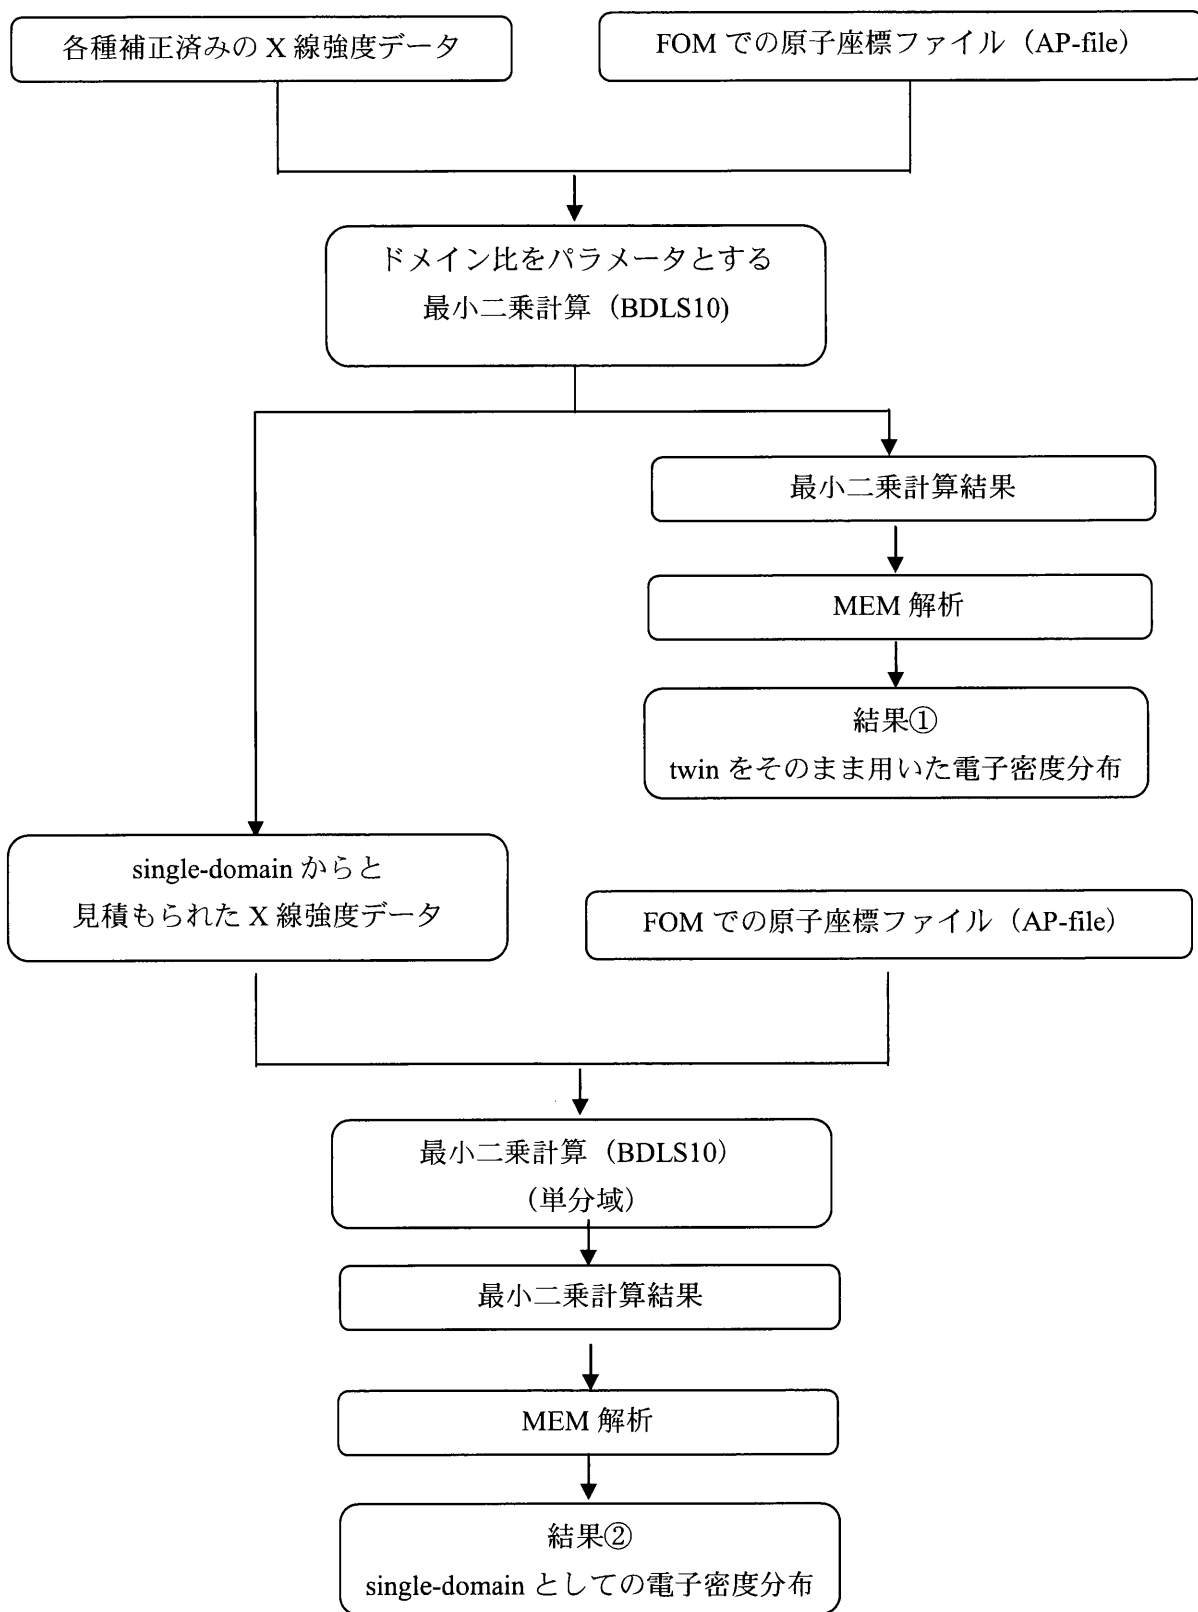 各種補正済みの X 線強度データ
FOM での原子座標ファイル（AP-file）
ドメイン比をパラメータとする
最小二乗計算（BDLS10)
最小二乗計算結果
MEM 解析
結果①
twin をそのまま用いた電子密度分布
single-domain からと
見積もられた X 線強度データ
FOM での原子座標ファイル（AP-file）
最小二乗計算（BDLS10）
（単分域）
最小二乗計算結果
MEM 解析
結果②
single-domain としての電子密度分布